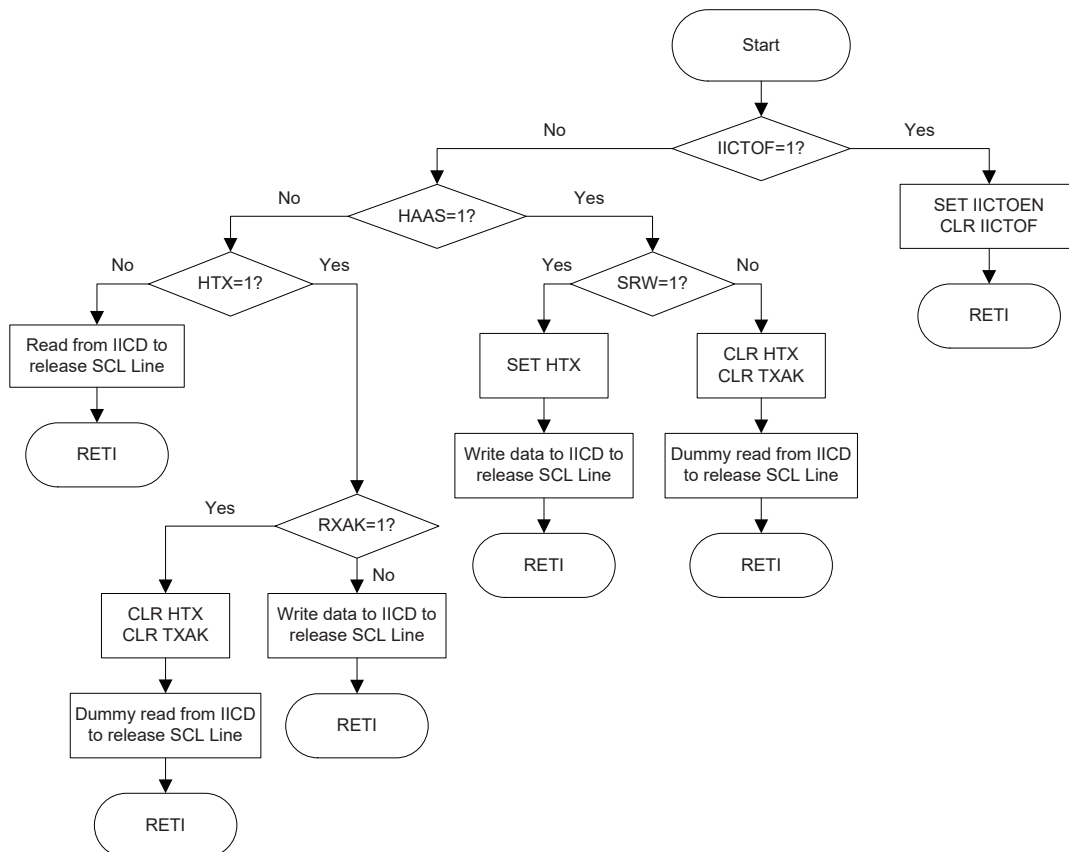 Start
No
Yes
IICTOF=1?
No
Yes
HAAS=1?
SET IICTOEN
CLR IICTOF
No
Yes
HTX=1?
Yes
No
SRW=1?
RETI
Read from IICD to
release SCL Line
SET HTX
CLR HTX
CLR TXAK
RETI
Write data to IICD to
release SCL Line
Dummy read from IICD
to release SCL Line
Yes
RXAK=1?
No
RETI
RETI
CLR HTX
CLR TXAK
Write data to IICD to
release SCL Line
Dummy read from IICD
to release SCL Line
RETI
RETI